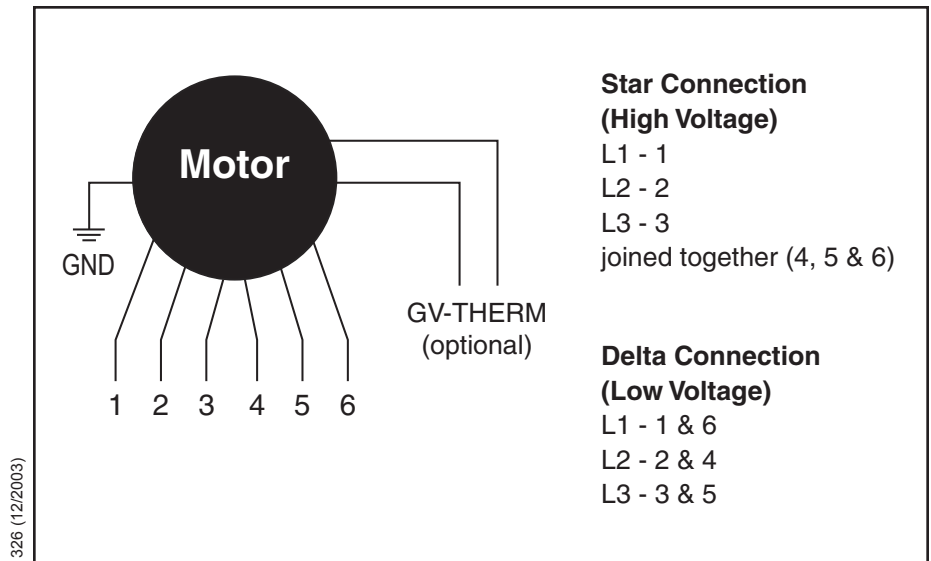 Motor
GND
1 2 3 4 5 6
GV-THERM
(optional)
Star Connection
(High Voltage)
L1 - 1
L2 - 2
L3 - 3
joined together (4, 5 & 6)
Delta Connection
(Low Voltage)
L1 - 1 & 6
L2 - 2 & 4
L3 - 3 & 5
326 (12/2003)